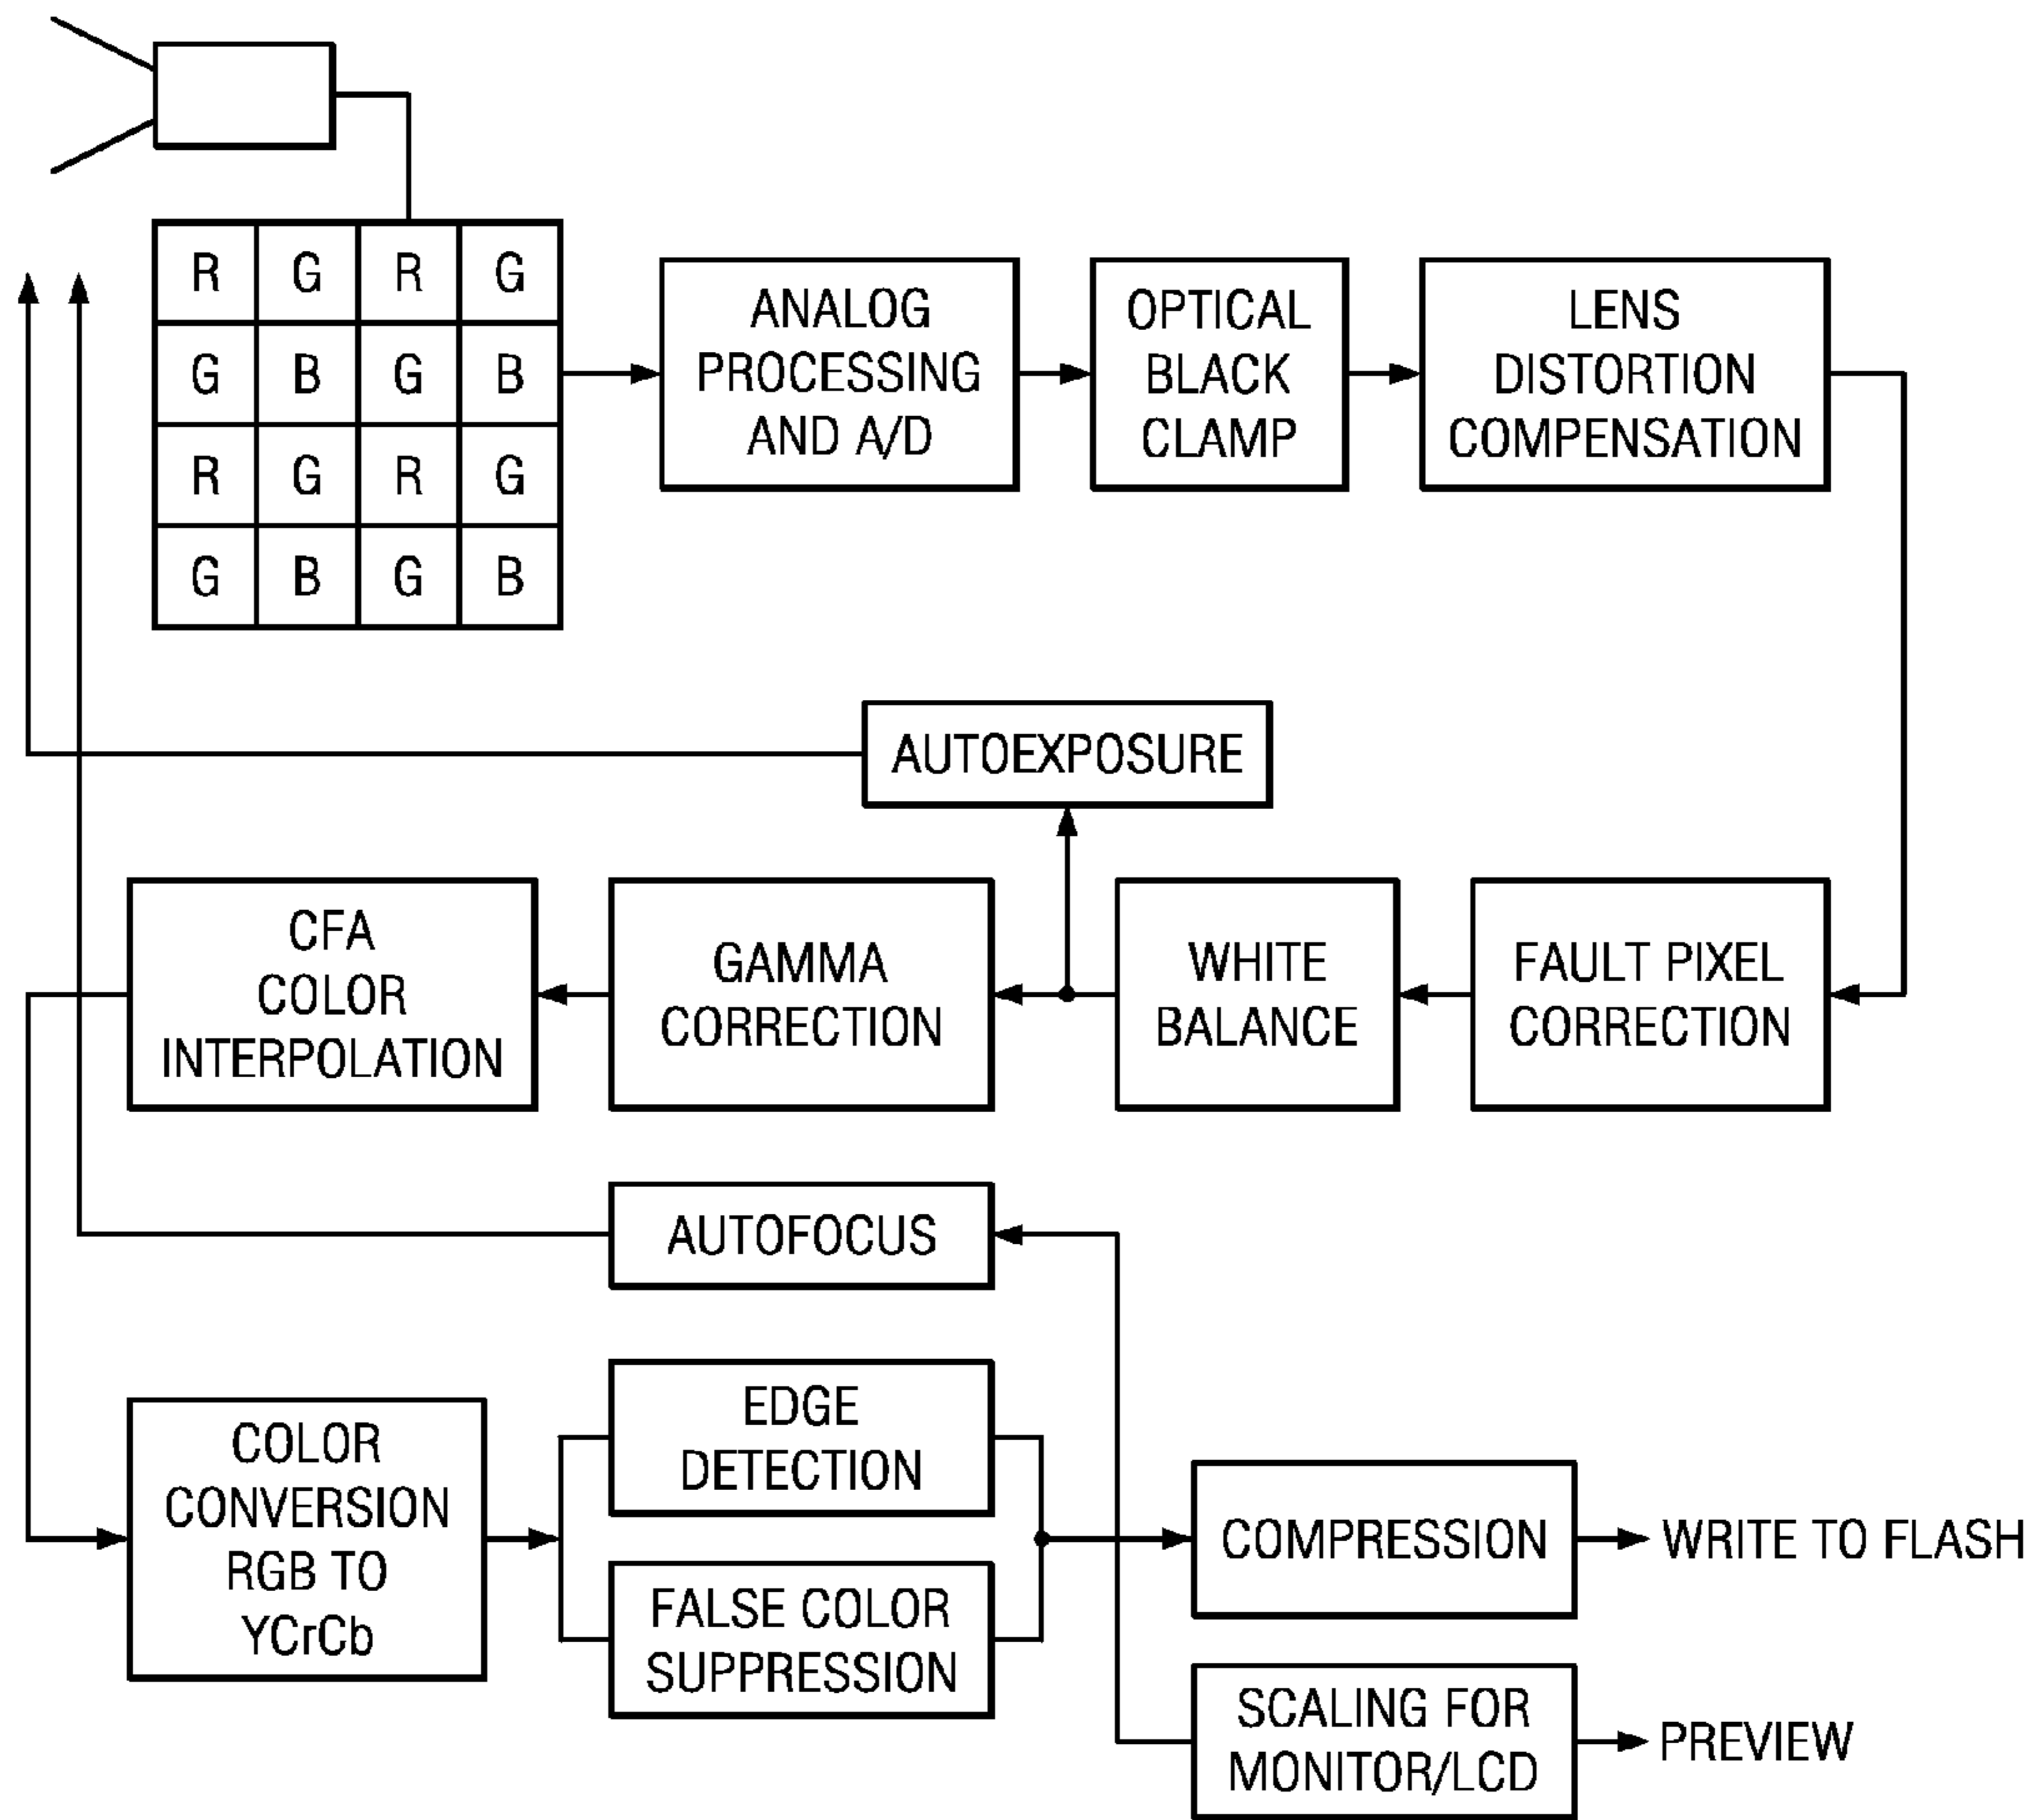 R G R G
G B G B
R G R G
G B G B
ANALOG
PROCESSING
AND A/D
OPTICAL
BLACK
CLAMP
LENS
DISTORTION
COMPENSATION
AUTOEXPOSURE
CFA
COLOR
INTERPOLATION
GAMMA
CORRECTION
WHITE
BALANCE
FAULT PIXEL
CORRECTION
AUTOFOCUS
COLOR
CONVERSION
RGB TO
YCrCb
EDGE
DETECTION
FALSE COLOR
SUPPRESSION
COMPRESSION
WRITE TO FLASH
SCALING FOR
MONITOR/LCD
PREVIEW